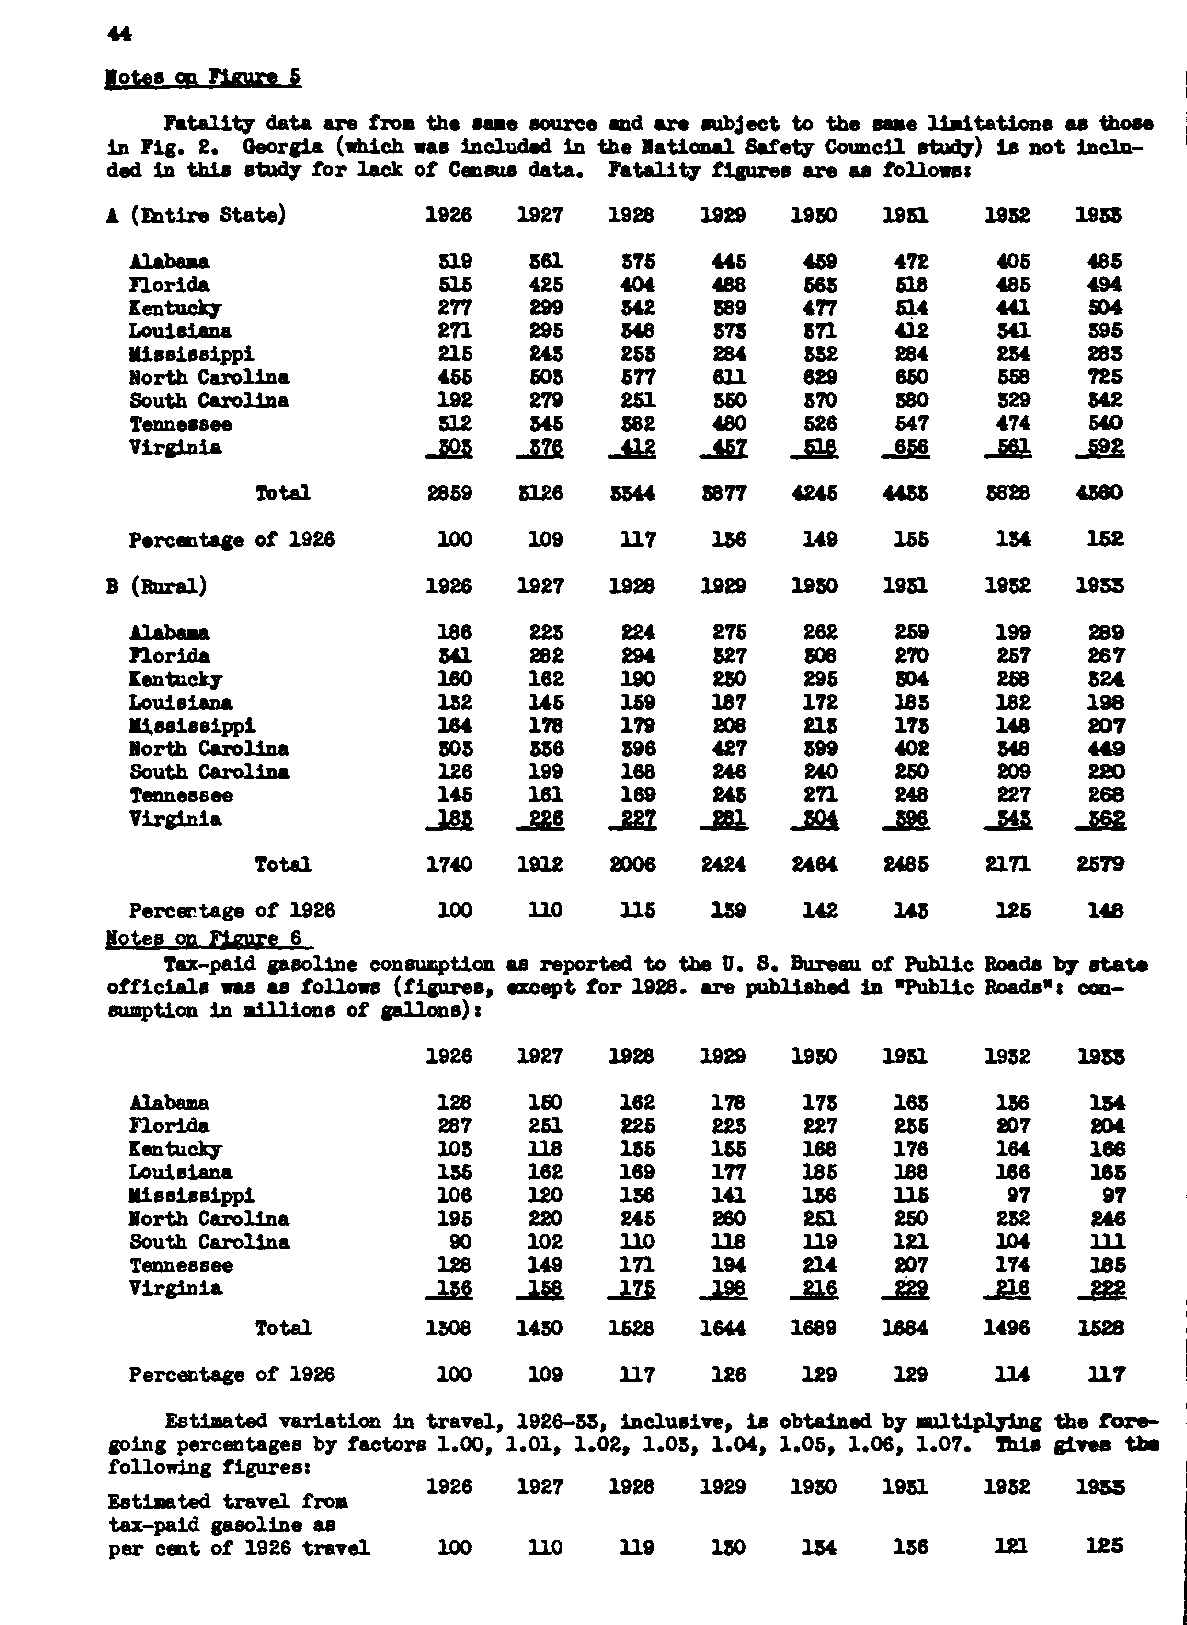 44
Notes on Figure 5
Fatality data are from the same source and are subject to the same limitations as those
in Fig. 2. Georgia (which was included in the National Safety Council study) is not inclu-
ded in this study for lack of Census data. Fatality figures are as follows:
A (Entire State) 1926 1927 1928 1929 1930 1931 1932 1933
Alabama 319 361 375 445 459 472 405 485
Florida 515 425 404 488 563 518 485 494
Kentucky 277 299 342 389 477 514 441 504
Louisiana 271 295 348 373 371 412 341 395
Mississippi 215 243 253 284 332 284 234 283
North Carolina 455 503 577 611 629 650 558 725
South Carolina 192 279 251 350 370 380 329 342
Tennessee 312 345 382 480 526 547 474 540
Virginia 303 376 412 457 518 656 561 592
Total 2859 3126 3344 3877 4245 4433 3828 4360
Percentage of 1926 100 109 117 136 149 155 134 152
B (Rural) 1926 1927 1928 1929 1930 1931 1932 1933
Alabama 186 223 224 275 262 259 199 289
Florida 341 282 294 327 308 270 257 267
Kentucky 160 162 190 230 295 304 258 324
Louisiana 132 145 159 187 172 183 182 198
Mississippi 164 178 179 208 213 173 148 207
North Carolina 303 336 396 427 399 402 348 449
South Carolina 126 199 168 246 240 250 209 220
Tennessee 145 161 169 243 271 248 227 268
Virginia 183 226 227 281 304 396 343 362
Total 1740 1912 2006 2424 2464 2485 2171 2579
Percentage of 1926 100 110 115 139 142 143 125 148
Notes on Figure 6
Tax-paid gasoline consumption as reported to the U. S. Bureau of Public Roads by state
officials was as follows (figures, except for 1928. are published in "Public Roads": con-
sumption in millions of gallons):
1926 1927 1928 1929 1930 1931 1932 1933
Alabama 128 150 162 178 173 163 136 134
Florida 287 251 225 223 227 235 207 204
Kentucky 103 118 135 155 168 176 164 166
Louisiana 135 162 169 177 185 188 166 163
Mississippi 106 120 136 141 136 115 97 97
North Carolina 195 220 245 260 251 250 232 246
South Carolina 90 102 110 118 119 121 104 111
Tennessee 128 149 171 194 214 207 174 185
Virginia 136 158 175 198 216 229 216 222
Total 1308 1430 1528 1644 1689 1684 1496 1528
Percentage of 1926 100 109 117 126 129 129 114 117
Estimated variation in travel, 1926-33, inclusive, is obtained by multiplying the fore-
going percentages by factors 1.00, 1.01, 1.02, 1.03, 1.04, 1.05, 1.06, 1.07. This gives the
following figures:
1926 1927 1928 1929 1930 1931 1932 1933
Estimated travel from
tax-paid gasoline as
per cent of 1926 travel 100 110 119 130 134 136 121 125